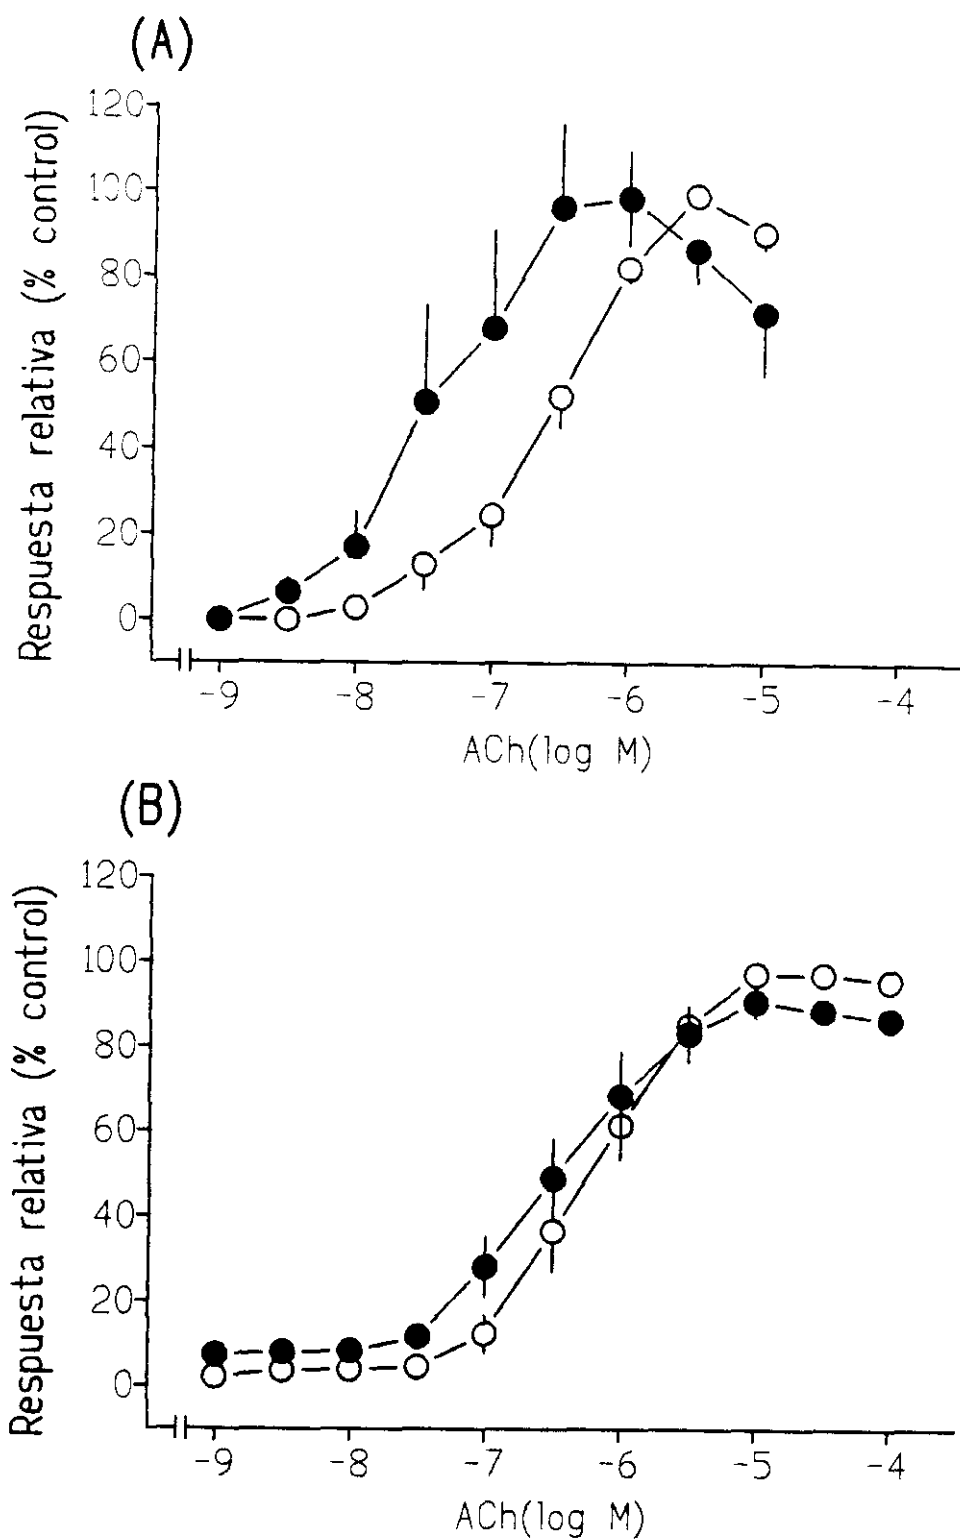 (A)
Respuesta relativa (% control)
120
100
80
60
40
20
0
-9 -8 -7 -6 -5 -4
ACh(log M)
(B)
Respuesta relativa (% control)
120
100
80
60
40
20
0
-9 -8 -7 -6 -5 -4
ACh(log M)